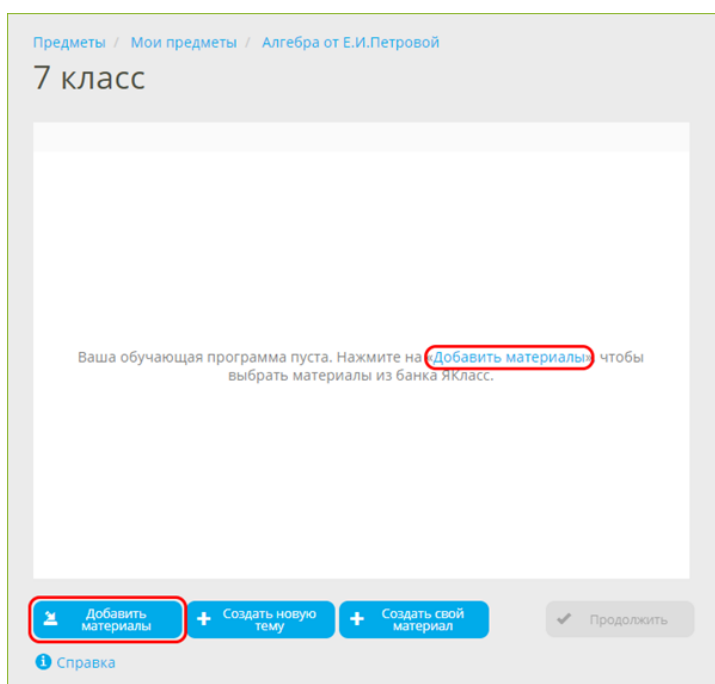 Предметы / Мои предметы / Алгебра от Е.И.Петровой
7 класс
Ваша обучающая программа пуста. Нажмите на «Добавить материалы» чтобы
выбрать материалы из банка ЯКласс.
Добавить
материалы
Создать новую
тему
Создать свой
материал
Продолжить
Справка